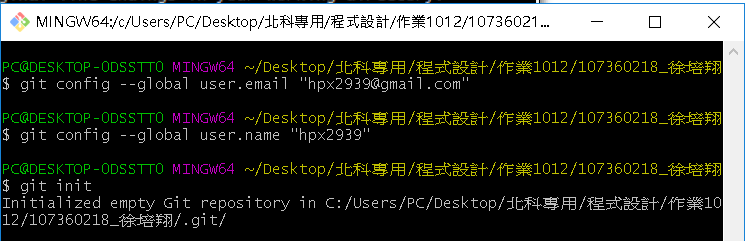 MINGW64:/c/Users/PC/Desktop/北科專用/程式設計/作業1012/10736021...
PC@DESKTOP-ODSSTTO MINGW64 ~/Desktop/北科專用/程式設計/作業1012/107360218_徐培翔
$ git config --global user.email "hpx2939@gmail.com"
PC@DESKTOP-ODSSTTO MINGW64 ~/Desktop/北科專用/程式設計/作業1012/107360218_徐培翔
$ git config --global user.name "hpx2939"
PC@DESKTOP-ODSSTTO MINGW64 ~/Desktop/北科專用/程式設計/作業1012/107360218_徐培翔
$ git init
Initialized empty Git repository in C:/Users/PC/Desktop/北科專用/程式設計/作業10
12/107360218_徐培翔/.git/